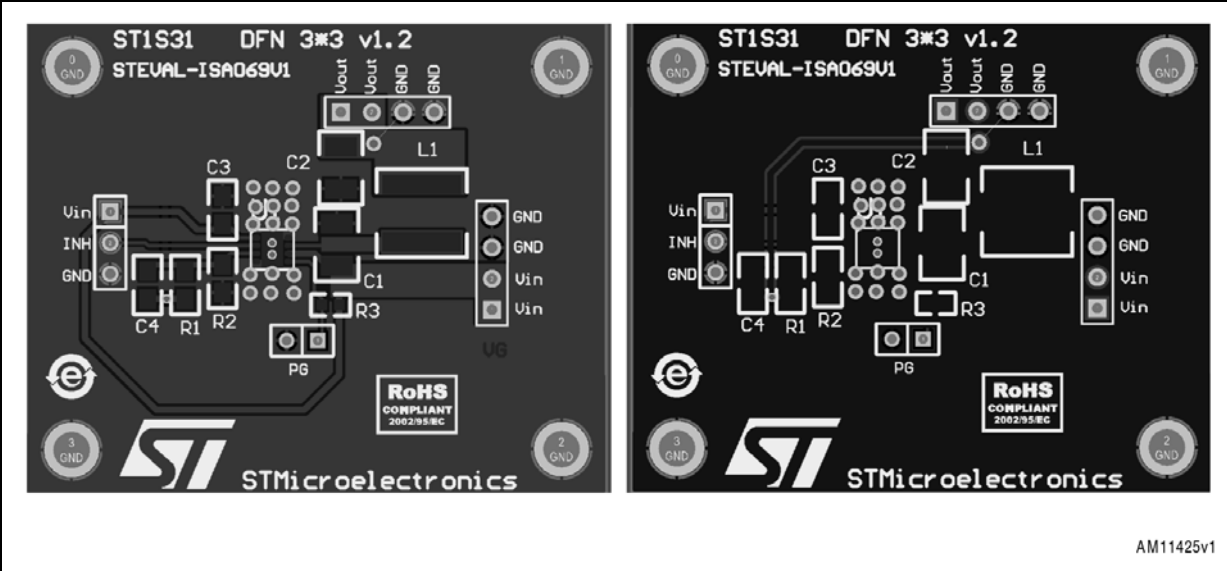 ST1S31 DFN 3*3 v1.2
STEVAL-ISA069V1
0
GND
1
GND
Vout
Vout
GND
GND
C3
C2
L1
Vin
INH
GND
GND
GND
Vin
Vin
C4
R1
R2
C1
R3
PG
VG
e
RoHS
COMPLIANT
2002/95/EC
3
GND
2
GND
ST
STMicroelectronics
ST1S31 DFN 3*3 v1.2
STEVAL-ISA069V1
0
GND
1
GND
Vout
Vout
GND
GND
C3
C2
L1
Vin
INH
GND
GND
GND
Vin
Vin
C4
R1
R2
C1
R3
PG
e
RoHS
COMPLIANT
2002/95/EC
3
GND
2
GND
ST
STMicroelectronics
AM11425v1